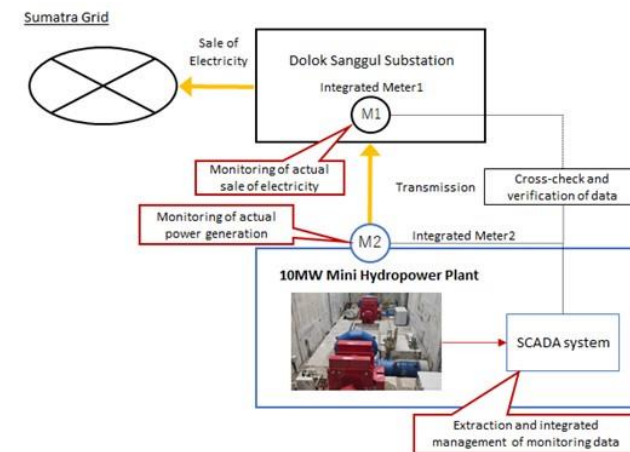 Sumatra Grid
Sale of
Electricity
Dolok Sanggul Substation
Integrated Meter1
M1
Monitoring of actual
sale of electricity
Transmission
Cross-check and
verification of data
Monitoring of actual
power generation
M2
Integrated Meter2
10MW Mini Hydropower Plant
SCADA system
Extraction and integrated
management of monitoring data